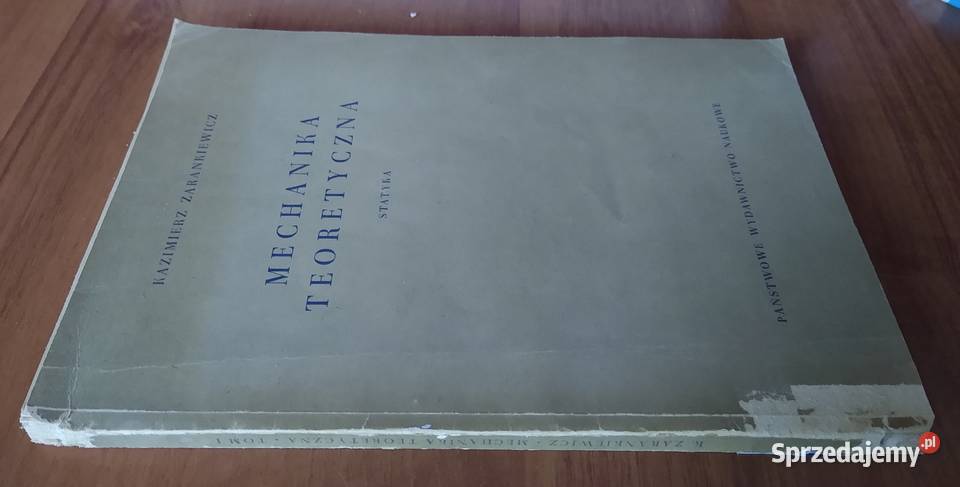 KAZIMIERZ ZARANKIEWICZ
MECHANIKA
TEORETYCZNA
STATYKA
PAŃSTWOWE WYDAWNICTWO NAUKOWE
K. ZARANKIEWICZ • MECHANIKA TEORETYCZNA • TOM I
Sprzedajemy.pl